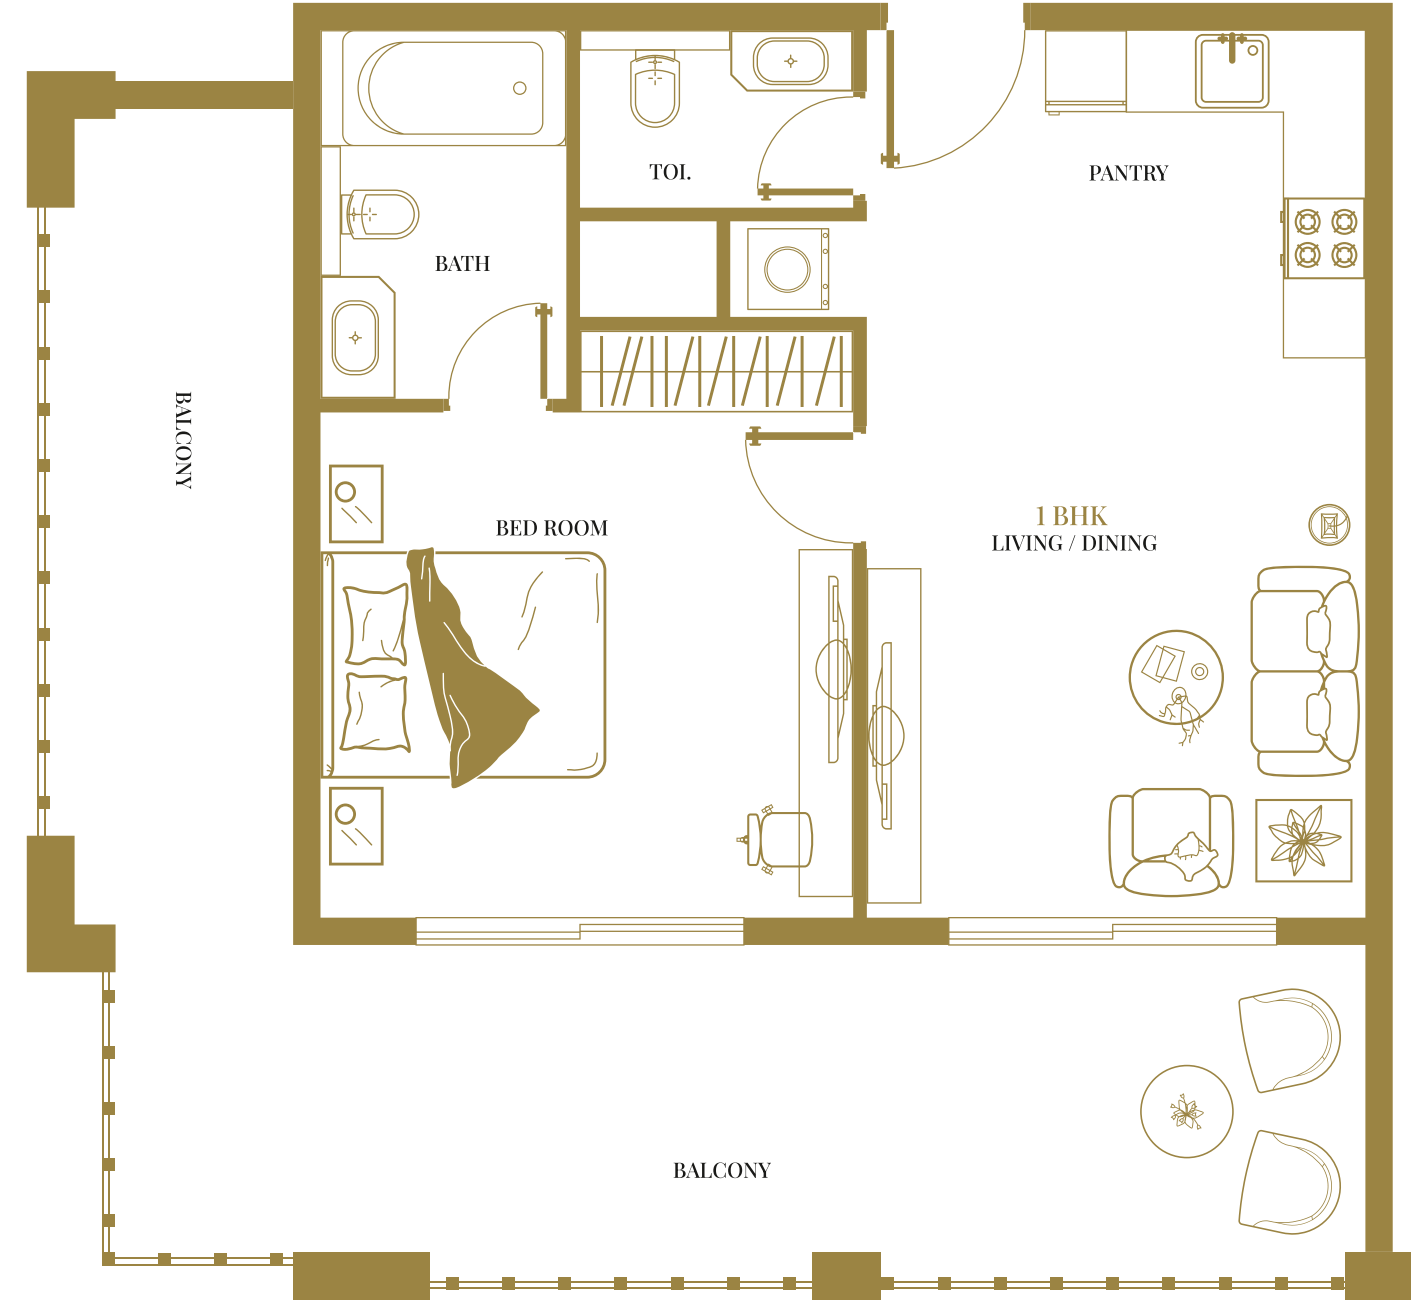 TOI.
PANTRY
BATH
BALCONY
BED ROOM
1 BHK
LIVING / DINING
BALCONY